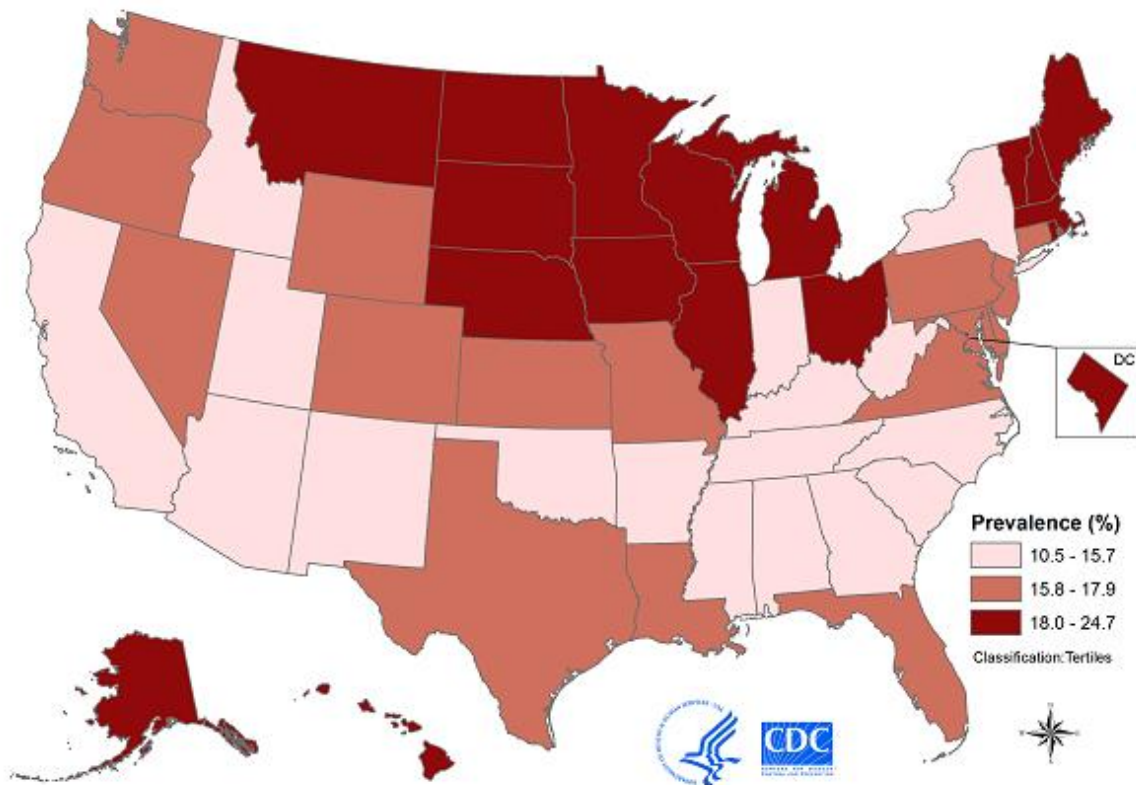 DC
Prevalence (%)
10.5 - 15.7
15.8 - 17.9
18.0 - 24.7
Classification:Tertiles
CDC